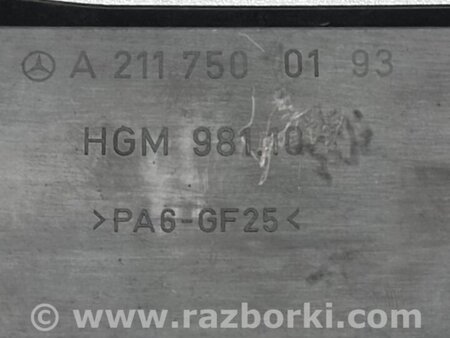 A 211 750 01 93
HGM 981.10
>PA6-GF25<
© www.razborki.com